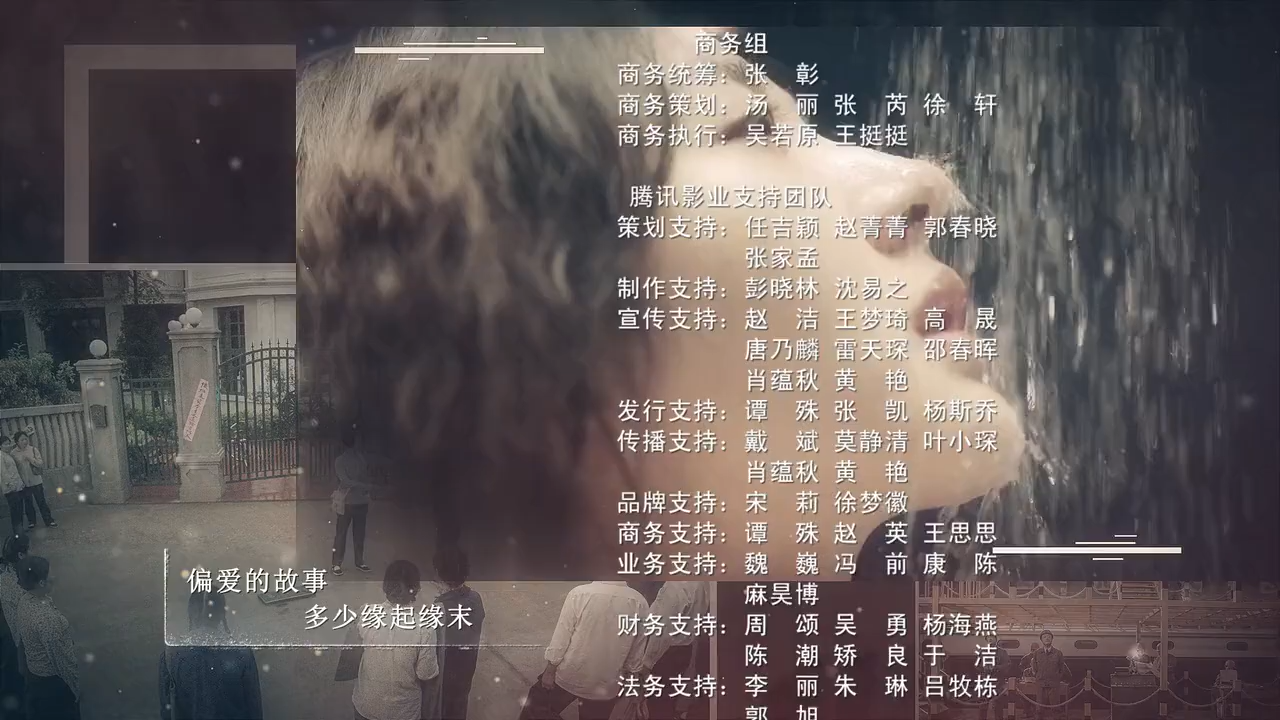 商务组
商务统筹：张　彰
商务策划：汤　丽 张　芮 徐　轩
商务执行：吴若原 王挺挺
腾讯影业支持团队
策划支持：任吉颖 赵菁菁 郭春晓
张家孟
制作支持：彭晓林 沈易之
宣传支持：赵　洁 王梦琦 高　晟
唐乃麟 雷天琛 邵春晖
肖蕴秋 黄　艳
发行支持：谭　殊 张　凯 杨斯乔
传播支持：戴　斌 莫静清 叶小琛
肖蕴秋 黄　艳
品牌支持：宋　莉 徐梦徽
商务支持：谭　殊 赵　英 王思思
业务支持：魏　巍 冯　前 康　陈
麻昊博
财务支持：周　颂 吴　勇 杨海燕
陈　潮 矫　良 于　洁
法务支持：李　丽 朱　琳 吕牧栋
郭　旭
偏爱的故事
多少缘起缘末